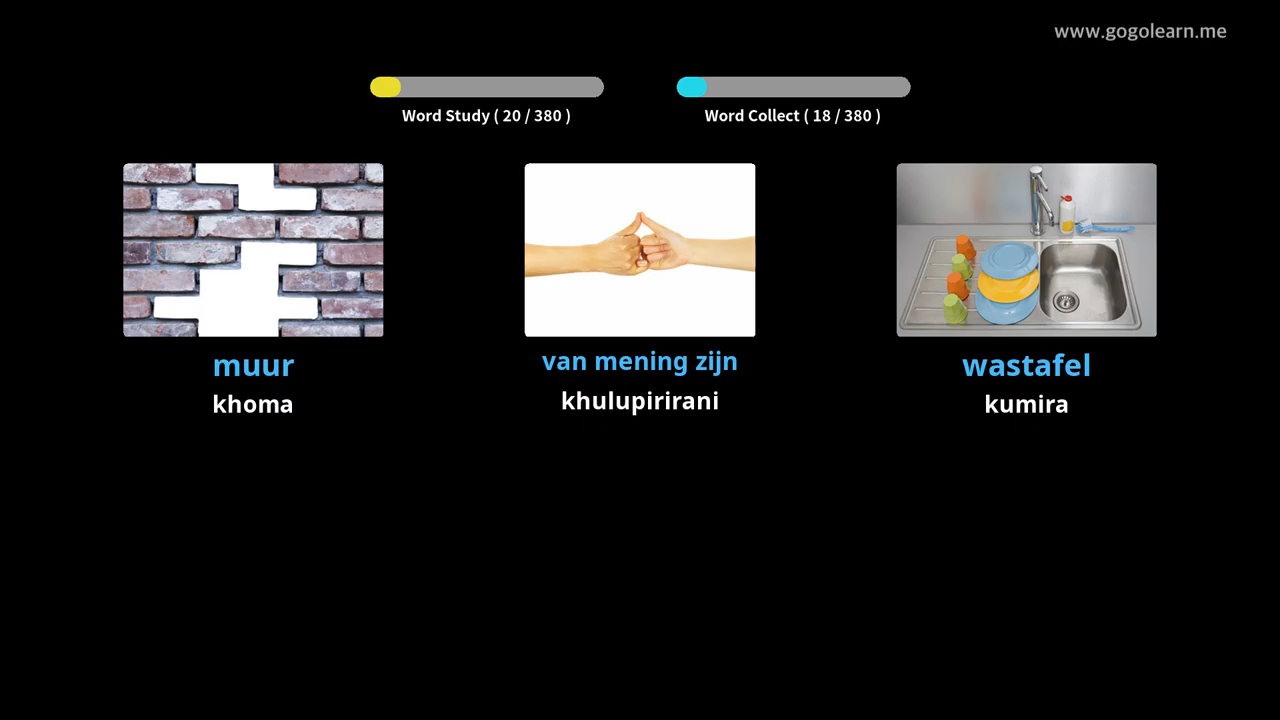 www.gogolearn.me
Word Study ( 20 / 380 )
Word Collect ( 18 / 380 )
muur
khoma
van mening zijn
khulupirirani
wastafel
kumira